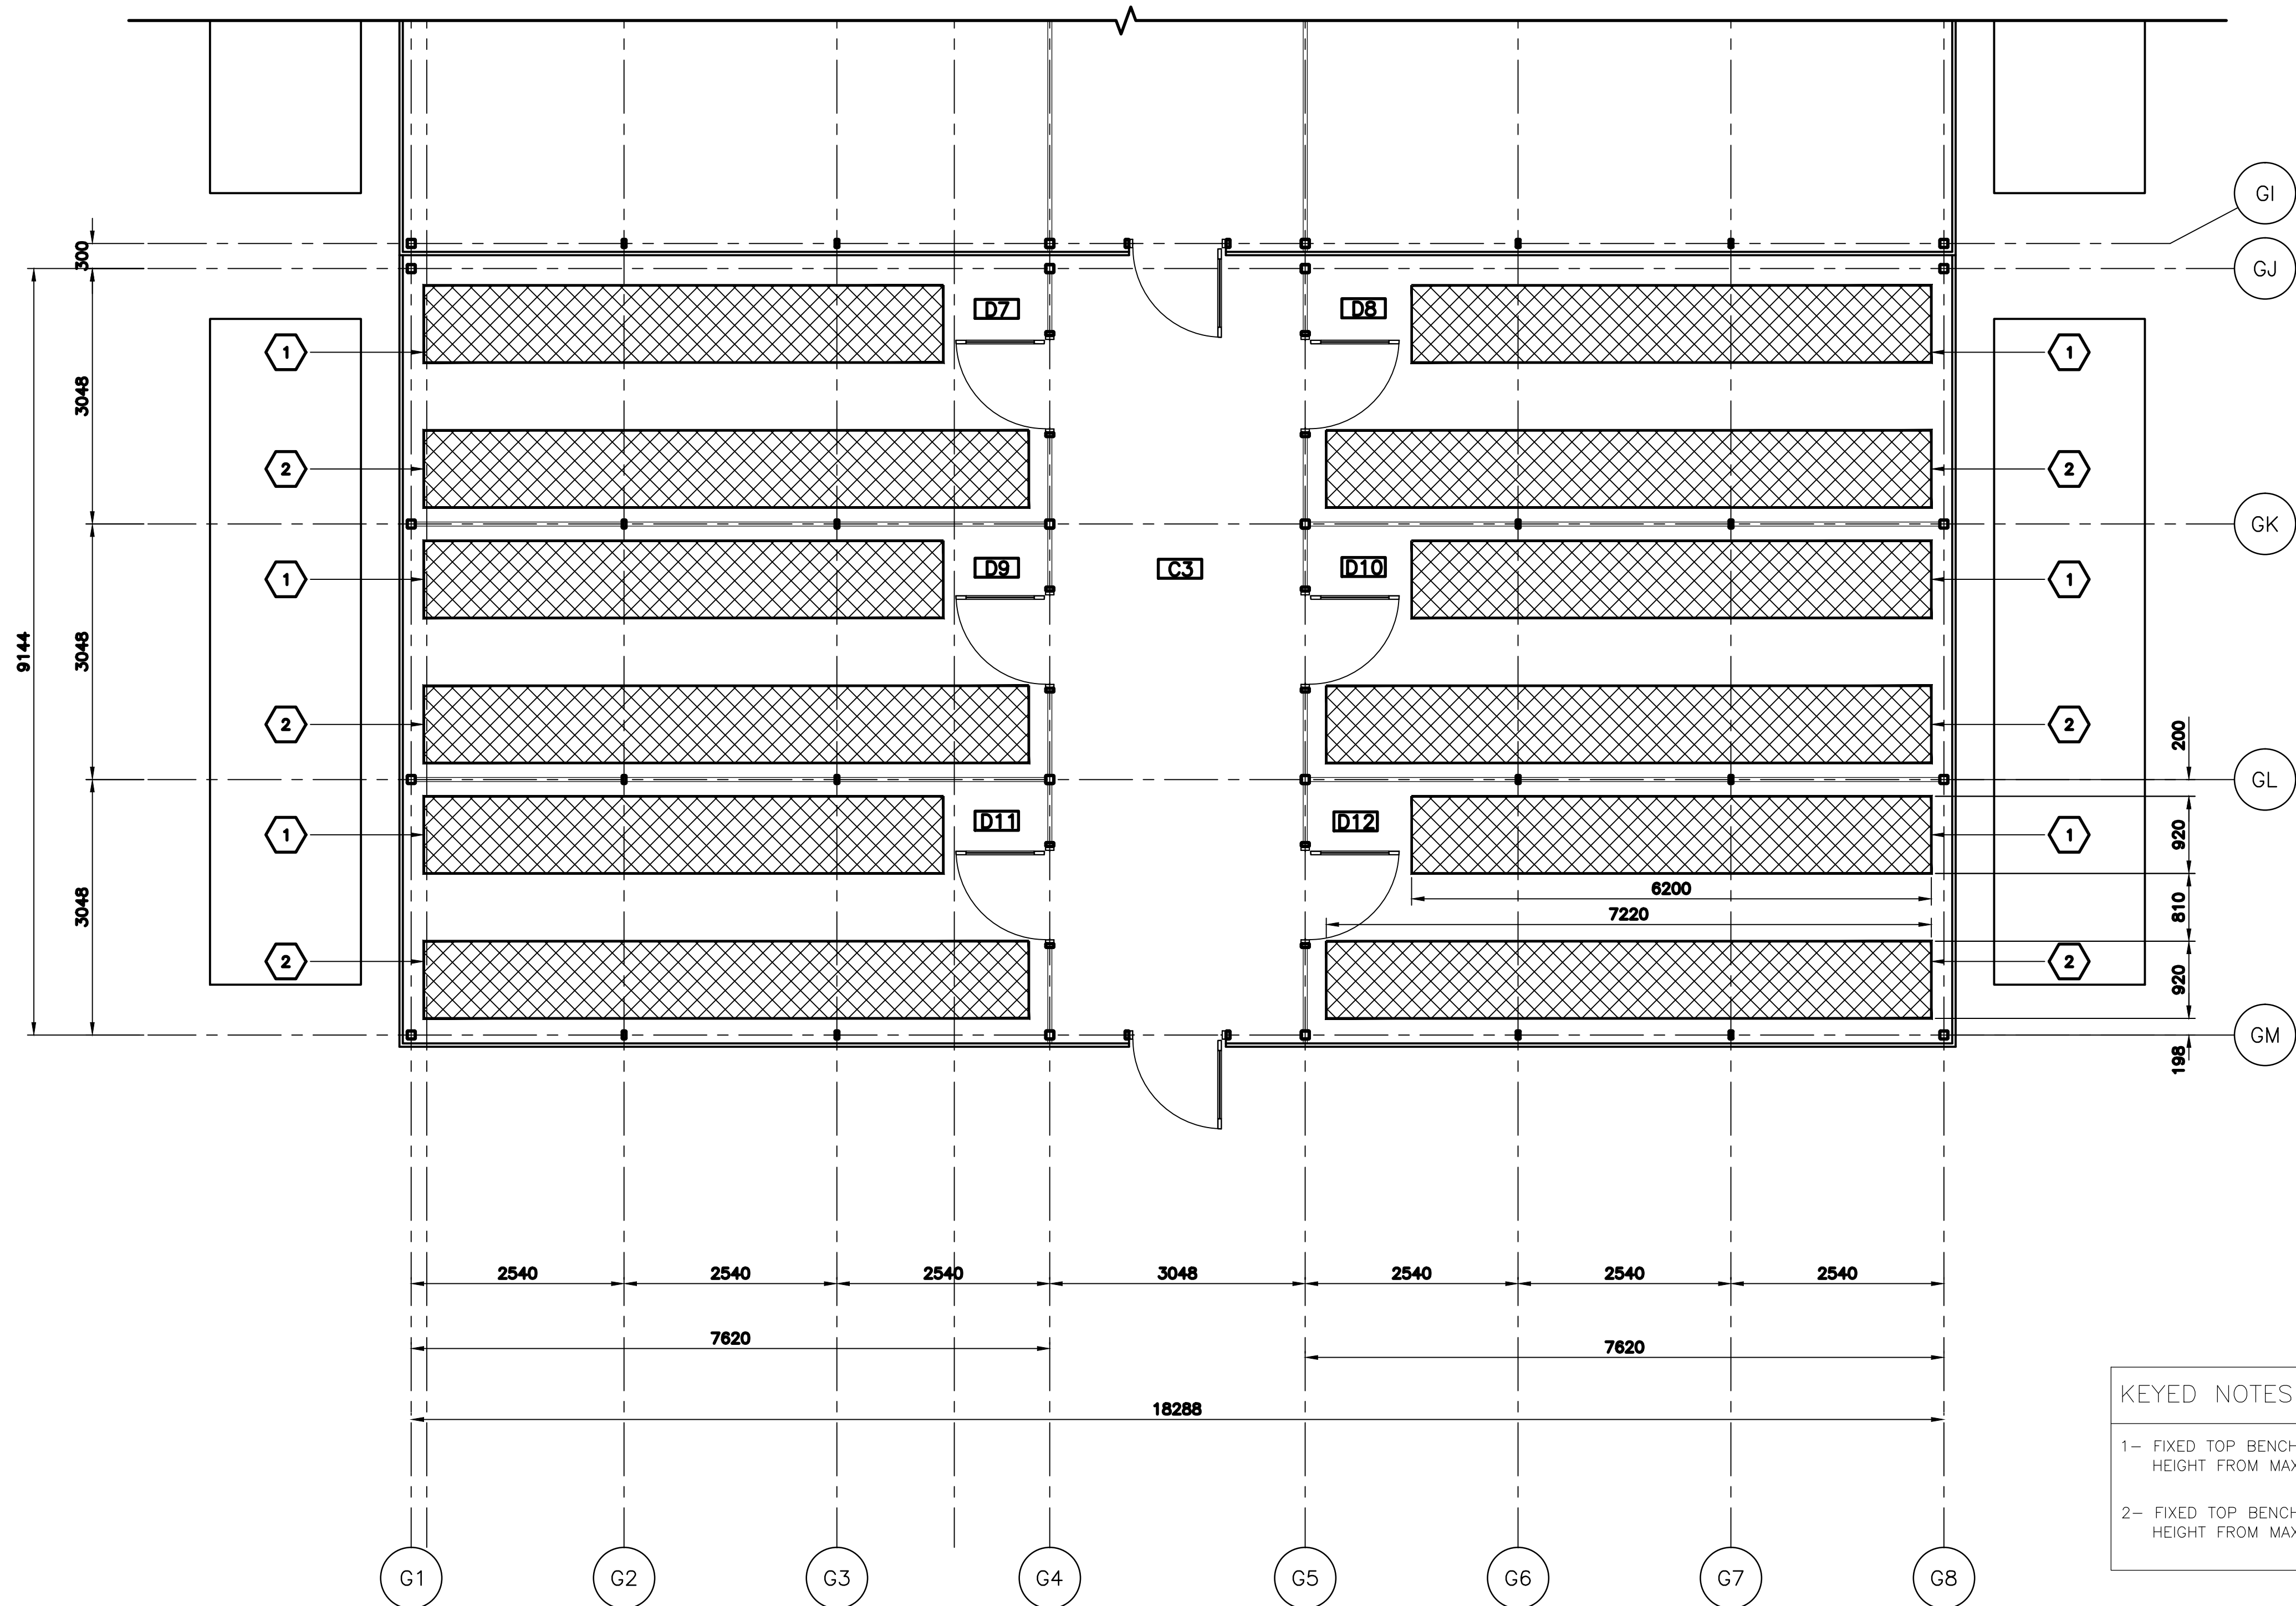 GI
300
GJ
D7
D8
1
1
3048
2
2
GK
D9
C3
D10
1
1
9144
3048
2
2
200
GL
D11
D12
1
1
920
6200
3048
7220
810
2
2
920
GM
198
2540
2540
2540
3048
2540
2540
2540
7620
7620
18288
KEYED NOTES
1– FIXED TOP BENCH
HEIGHT FROM MAX
2– FIXED TOP BENCH
HEIGHT FROM MAX
G1
G2
G3
G4
G5
G6
G7
G8